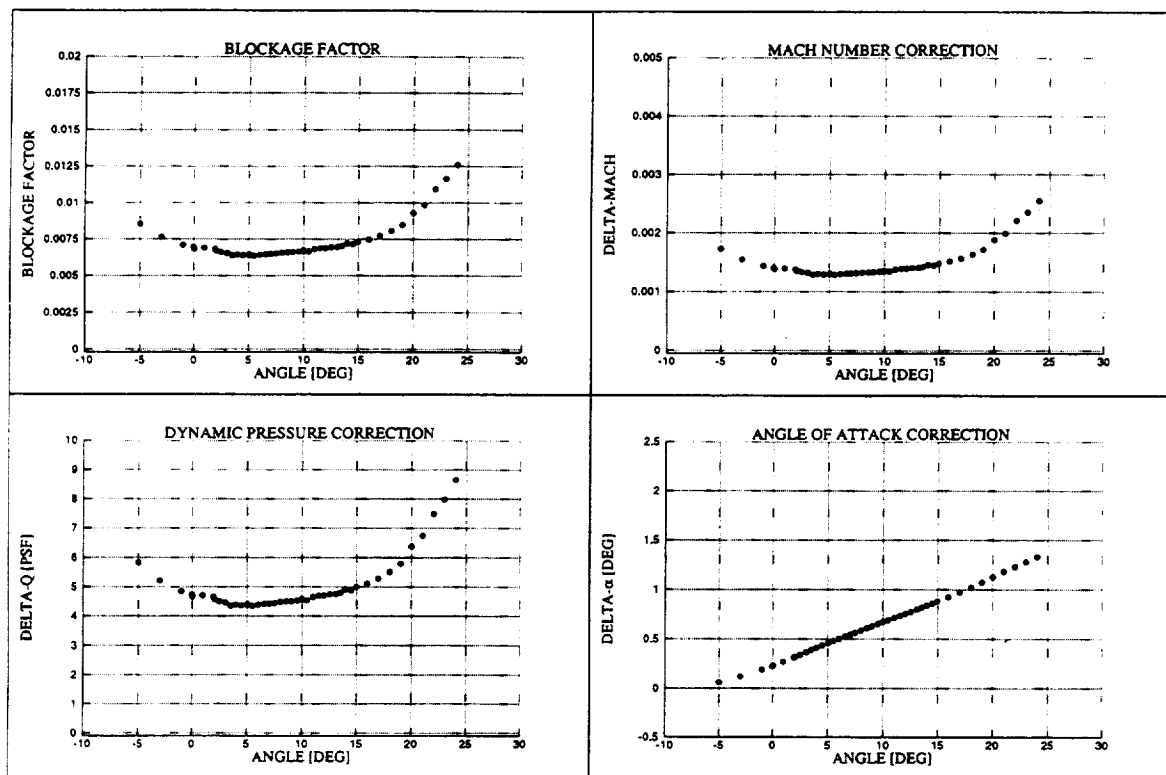 BLOCKAGE FACTOR
0.02
0.0175
0.015
0.0125
0.01
0.0075
0.005
0.0025
0
BLOCKAGE FACTOR
-10 -5 0 5 10 15 20 25 30
ANGLE [DEG]
MACH NUMBER CORRECTION
0.005
0.004
0.003
0.002
0.001
0
DELTA-MACH
-10 -5 0 5 10 15 20 25 30
ANGLE [DEG]
DYNAMIC PRESSURE CORRECTION
10
9
8
7
6
5
4
3
2
1
0
DELTA-Q [PSF]
-10 -5 0 5 10 15 20 25 30
ANGLE [DEG]
ANGLE OF ATTACK CORRECTION
2.5
2
1.5
1
0.5
0
-0.5
DELTA-α [DEG]
-10 -5 0 5 10 15 20 25 30
ANGLE [DEG]